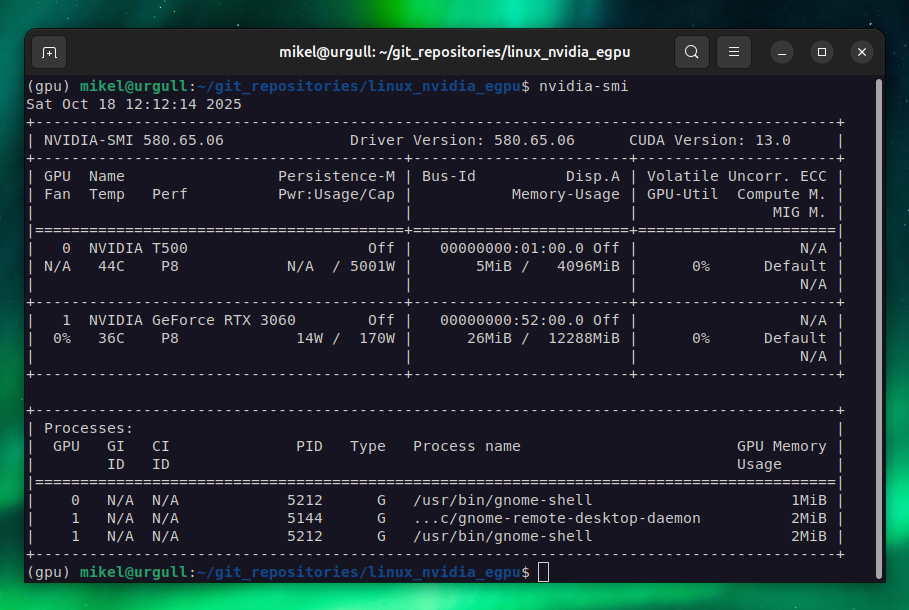 mikel@urgull: ~/git_repositories/linux_nvidia_egpu
(gpu) mikel@urgull:~/git_repositories/linux_nvidia_egpu$ nvidia-smi
Sat Oct 18 12:12:14 2025
+-----------------------------------------------------------------------------------------+
| NVIDIA-SMI 580.65.06              Driver Version: 580.65.06      CUDA Version: 13.0     |
+-----------------------------------------+------------------------+----------------------+
| GPU  Name                 Persistence-M | Bus-Id          Disp.A | Volatile Uncorr. ECC |
| Fan  Temp   Perf          Pwr:Usage/Cap |           Memory-Usage | GPU-Util  Compute M. |
|                                         |                        |               MIG M. |
|=========================================+========================+======================|
|   0  NVIDIA T500                    Off |   00000000:01:00.0 Off |                  N/A |
| N/A   44C    P8            N/A  / 5001W |       5MiB /   4096MiB |      0%      Default |
|                                         |                        |                  N/A |
+-----------------------------------------+------------------------+----------------------+
|   1  NVIDIA GeForce RTX 3060        Off |   00000000:52:00.0 Off |                  N/A |
|  0%   36C    P8             14W /  170W |      26MiB /  12288MiB |      0%      Default |
|                                         |                        |                  N/A |
+-----------------------------------------+------------------------+----------------------+
+-----------------------------------------------------------------------------------------+
| Processes:                                                                              |
|  GPU   GI   CI              PID   Type   Process name                        GPU Memory |
|        ID   ID                                                               Usage      |
|=========================================================================================|
|    0   N/A  N/A            5212      G   /usr/bin/gnome-shell                      1MiB |
|    1   N/A  N/A            5144      G   ...c/gnome-remote-desktop-daemon          2MiB |
|    1   N/A  N/A            5212      G   /usr/bin/gnome-shell                      2MiB |
+-----------------------------------------------------------------------------------------+
(gpu) mikel@urgull:~/git_repositories/linux_nvidia_egpu$